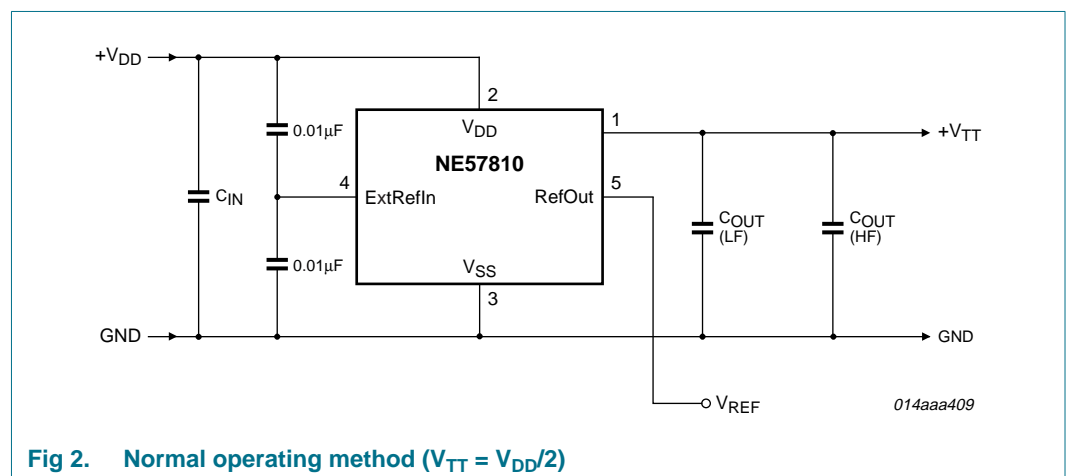 +VDD
2
0.01µF
VDD
1
+VTT
NE57810
4
5
CIN
ExtRefIn
RefOut
COUT
(LF)
COUT
(HF)
0.01µF
VSS
3
GND
GND
VREF
014aaa409
Fig 2. Normal operating method (VTT = VDD/2)